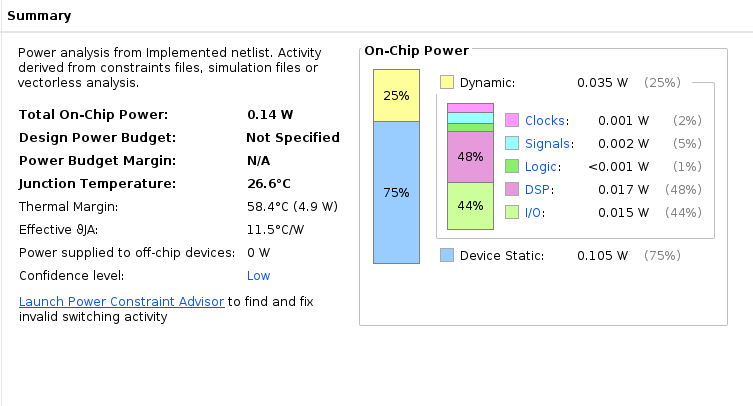 Summary
Power analysis from Implemented netlist. Activity
derived from constraints files, simulation files or
vectorless analysis.
Total On-Chip Power: 0.14 W
Design Power Budget: Not Specified
Power Budget Margin: N/A
Junction Temperature: 26.6°C
Thermal Margin: 58.4°C (4.9 W)
Effective ϑJA: 11.5°C/W
Power supplied to off-chip devices: 0 W
Confidence level: Low
Launch Power Constraint Advisor to find and fix
invalid switching activity
On-Chip Power
25%
75%
Dynamic: 0.035 W (25%)
48%
44%
Clocks: 0.001 W (2%)
Signals: 0.002 W (5%)
Logic: <0.001 W (1%)
DSP: 0.017 W (48%)
I/O: 0.015 W (44%)
Device Static: 0.105 W (75%)